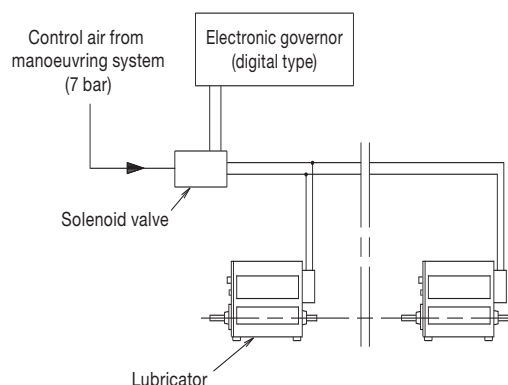 Control air from
manoeuvring system
(7 bar)
Electronic governor
(digital type)
Solenoid valve
Lubricator